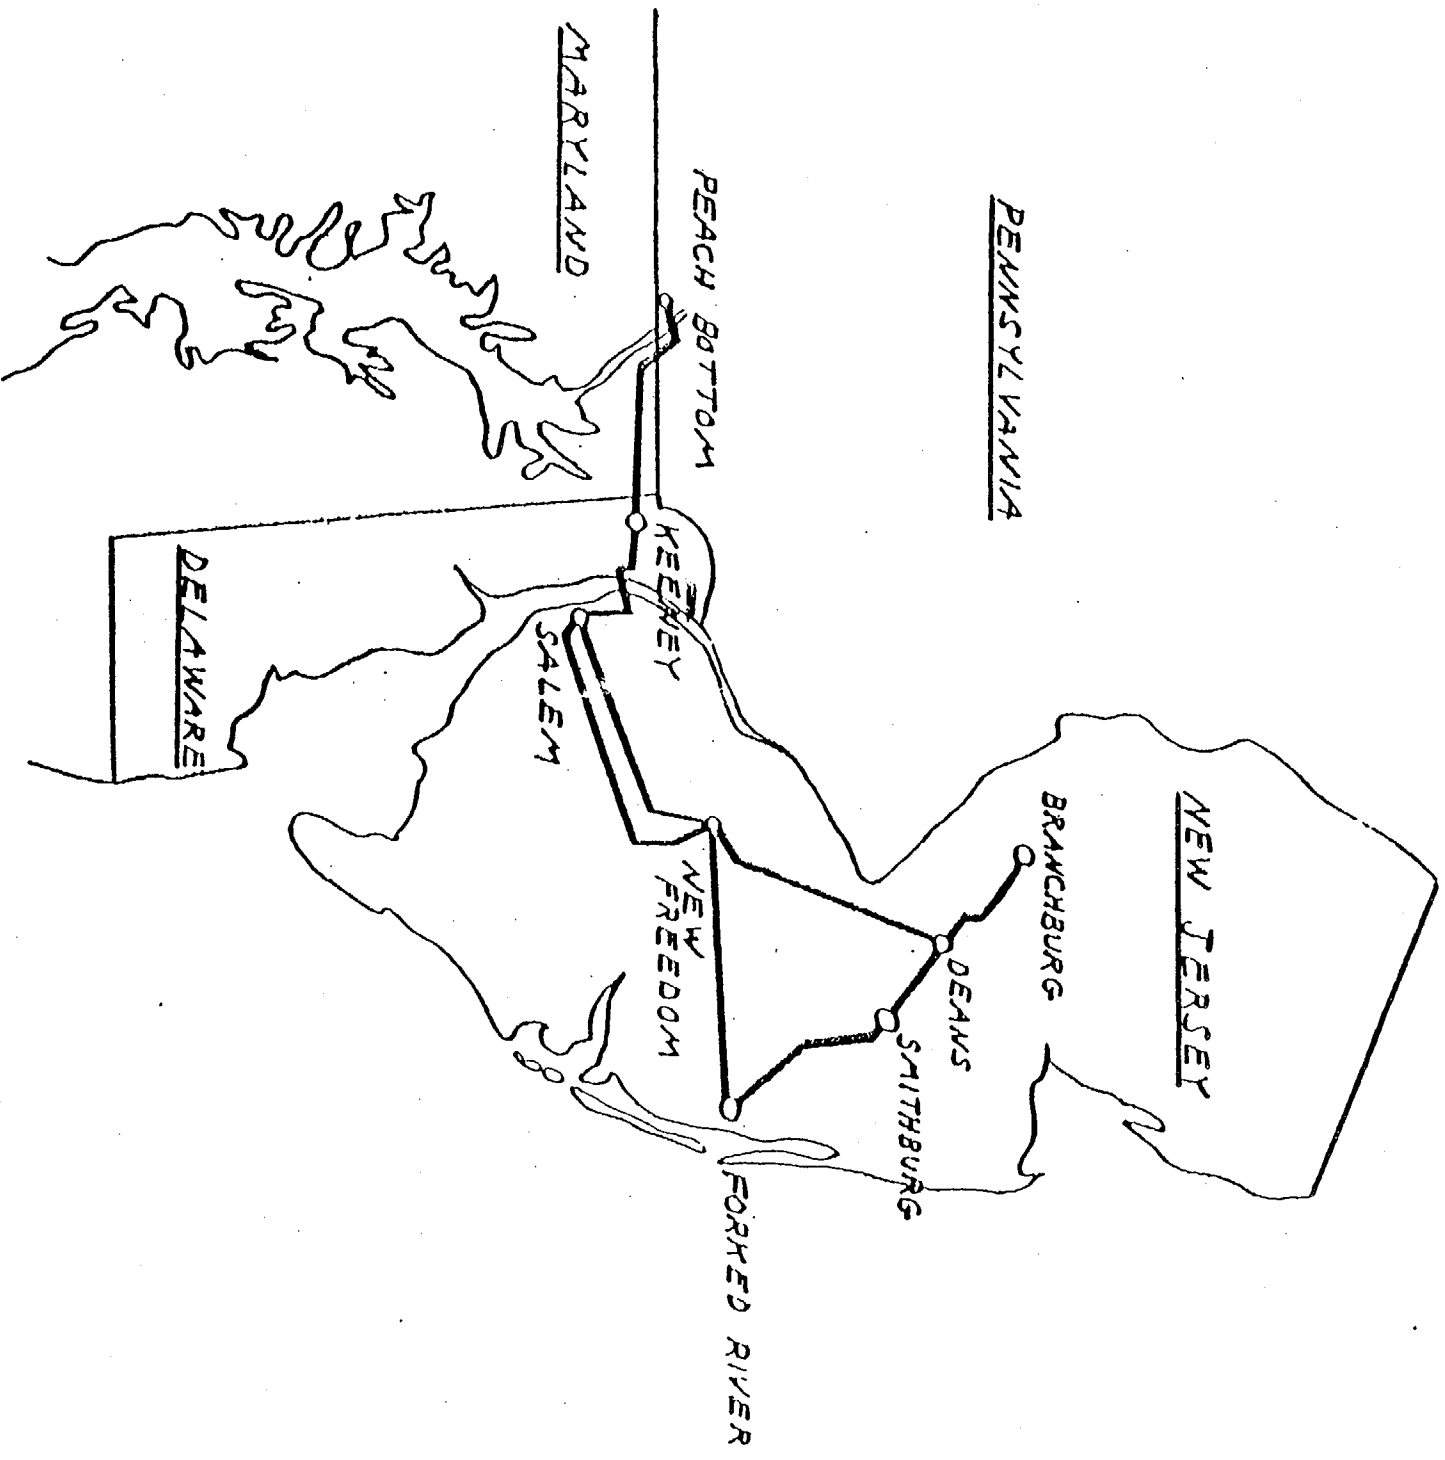 NEW JERSEY
BRANCHBURG
PENNSYLVANIA
DEANS
SMITHBURG
FORKED RIVER
PEACH BOTTOM
NEW
FREEDOM
KEENEY
MARYLAND
SALEM
DELAWARE